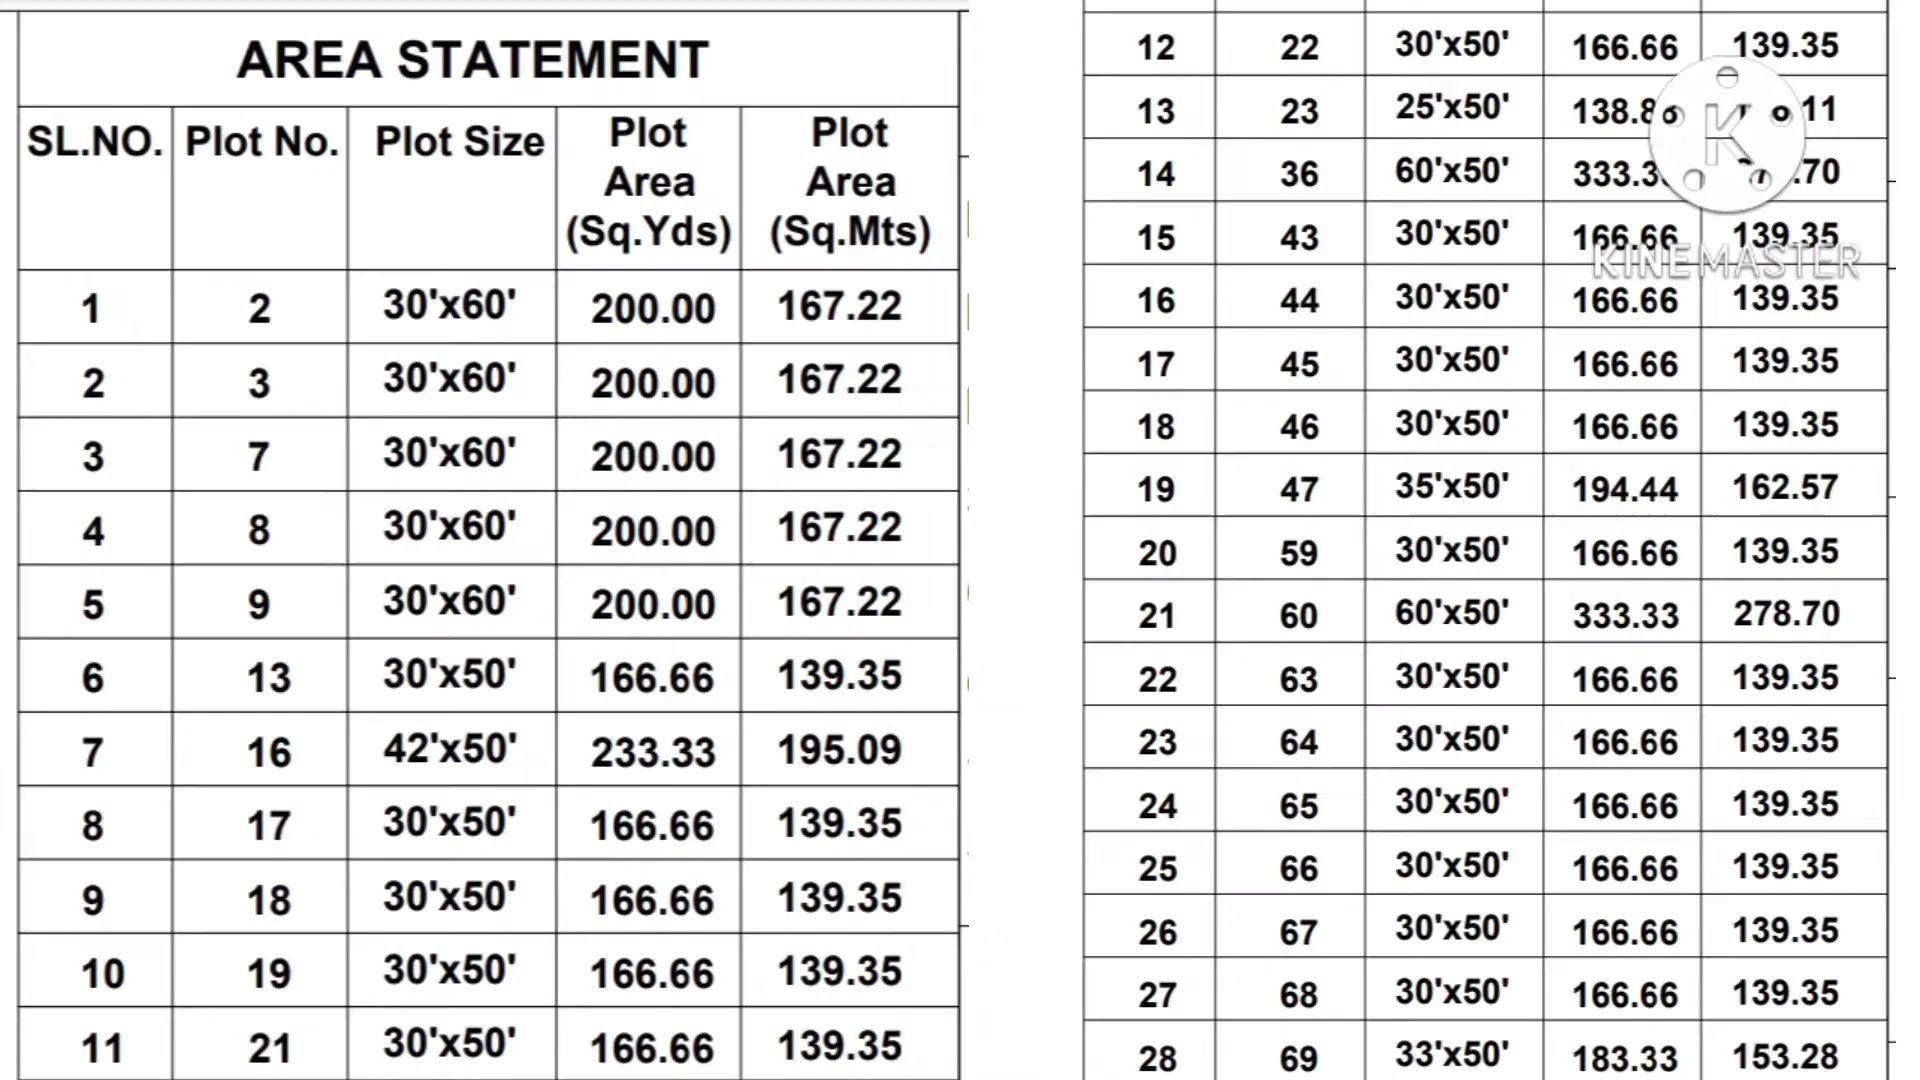 AREA STATEMENT
SL.NO. Plot No. Plot Size Plot Area (Sq.Yds) Plot Area (Sq.Mts)
1 2 30'x60' 200.00 167.22
2 3 30'x60' 200.00 167.22
3 7 30'x60' 200.00 167.22
4 8 30'x60' 200.00 167.22
5 9 30'x60' 200.00 167.22
6 13 30'x50' 166.66 139.35
7 16 42'x50' 233.33 195.09
8 17 30'x50' 166.66 139.35
9 18 30'x50' 166.66 139.35
10 19 30'x50' 166.66 139.35
11 21 30'x50' 166.66 139.35
12 22 30'x50' 166.66 139.35
13 23 25'x50'
14 36 60'x50'
15 43 30'x50' 166.66 139.35
16 44 30'x50' 166.66 139.35
17 45 30'x50' 166.66 139.35
18 46 30'x50' 166.66 139.35
19 47 35'x50' 194.44 162.57
20 59 30'x50' 166.66 139.35
21 60 60'x50' 333.33 278.70
22 63 30'x50' 166.66 139.35
23 64 30'x50' 166.66 139.35
24 65 30'x50' 166.66 139.35
25 66 30'x50' 166.66 139.35
26 67 30'x50' 166.66 139.35
27 68 30'x50' 166.66 139.35
28 69 33'x50' 183.33 153.28
K
KINEMASTER